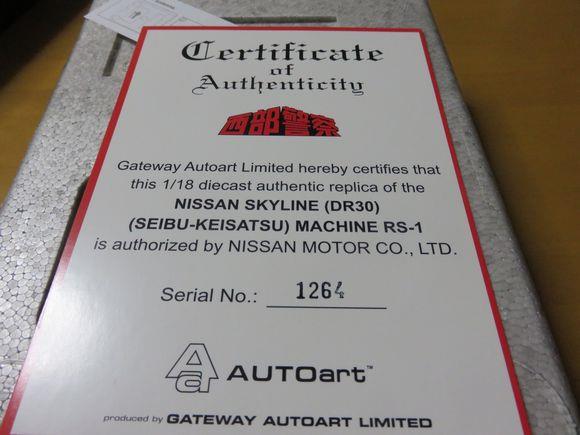 Certificate
of
Authenticity
西部警察
Gateway Autoart Limited hereby certifies that
this 1/18 diecast authentic replica of the
NISSAN SKYLINE (DR30)
(SEIBU-KEISATSU) MACHINE RS-1
is authorized by NISSAN MOTOR CO., LTD.
Serial No.: 1264
Aa AUTOart™
produced by GATEWAY AUTOART LIMITED